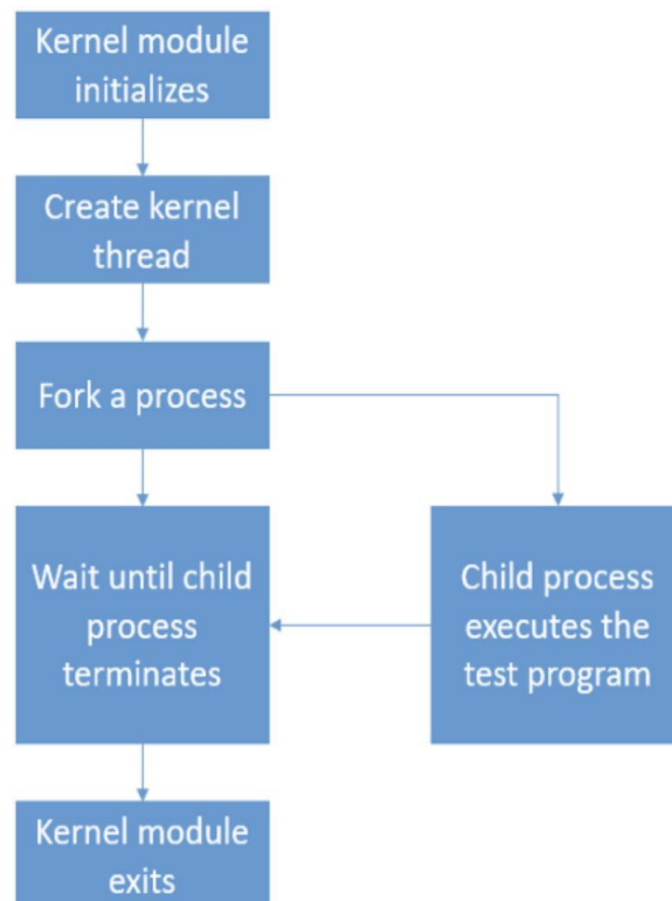 Kernel module
initializes
Create kernel
thread
Fork a process
Wait until child
process
terminates
Child process
executes the
test program
Kernel module
exits